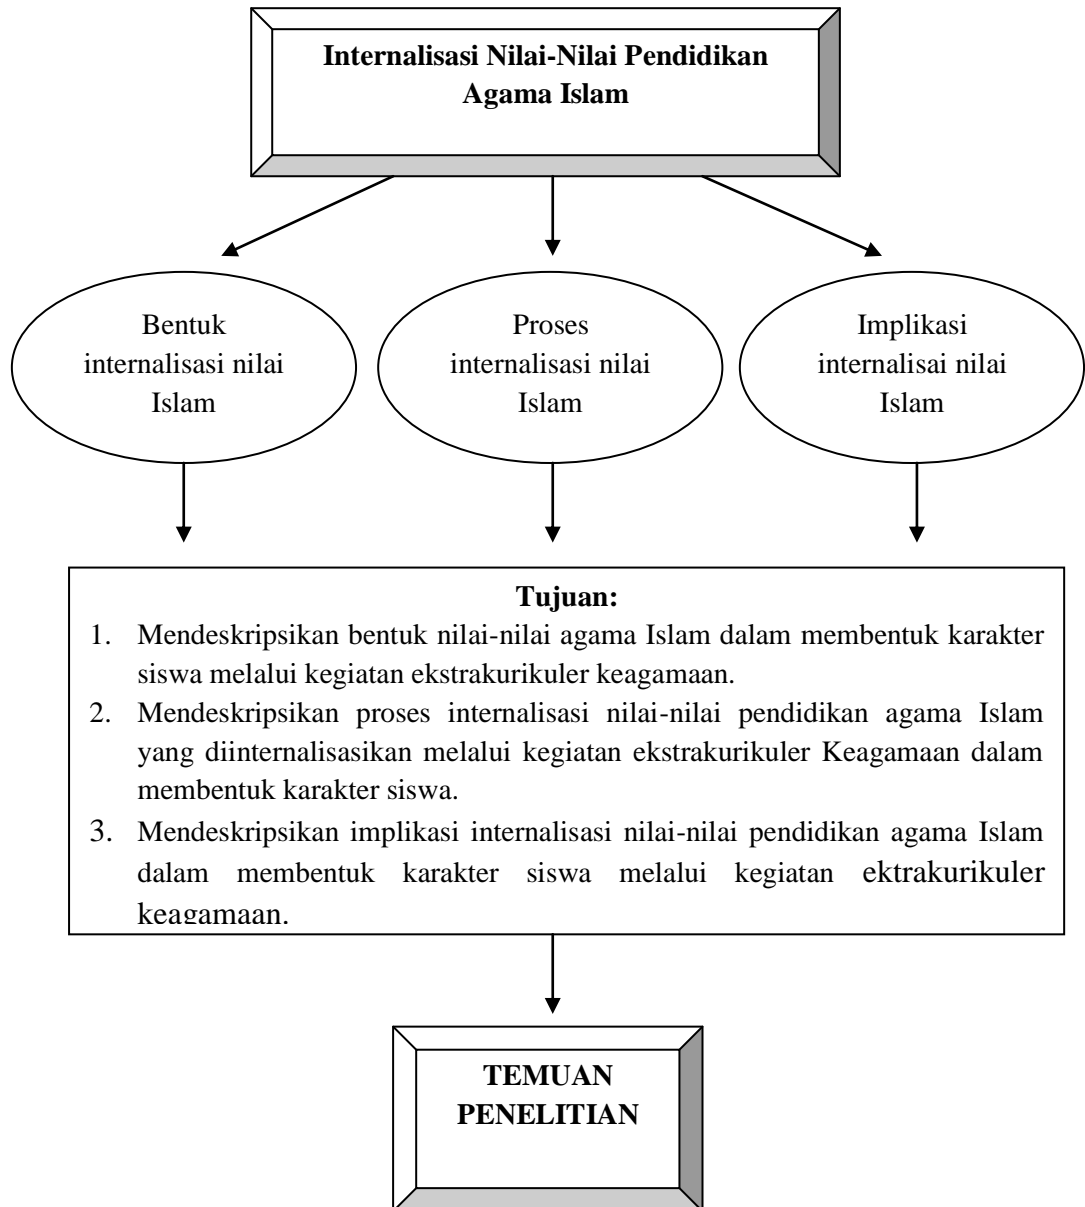 Internalisasi Nilai-Nilai Pendidikan
Agama Islam
Bentuk
internalisasi nilai
Islam
Proses
internalisasi nilai
Islam
Implikasi
internalisai nilai
Islam
Tujuan:
1. Mendeskripsikan bentuk nilai-nilai agama Islam dalam membentuk karakter
siswa melalui kegiatan ekstrakurikuler keagamaan.
2. Mendeskripsikan proses internalisasi nilai-nilai pendidikan agama Islam
yang diinternalisasikan melalui kegiatan ekstrakurikuler Keagamaan dalam
membentuk karakter siswa.
3. Mendeskripsikan implikasi internalisasi nilai-nilai pendidikan agama Islam
dalam membentuk karakter siswa melalui kegiatan ektrakurikuler
keagamaan.
TEMUAN
PENELITIAN